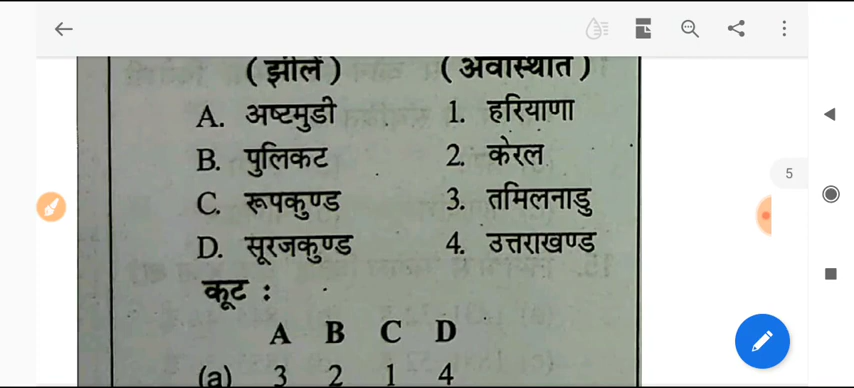 (झीलें) (अवस्थिति)
A. अष्टमुडी 1. हरियाणा
B. पुलिकट 2. केरल
C. रूपकुण्ड 3. तमिलनाडु
D. सूरजकुण्ड 4. उत्तराखण्ड
कूट :
A B C D
(a) 3 2 1 4
5